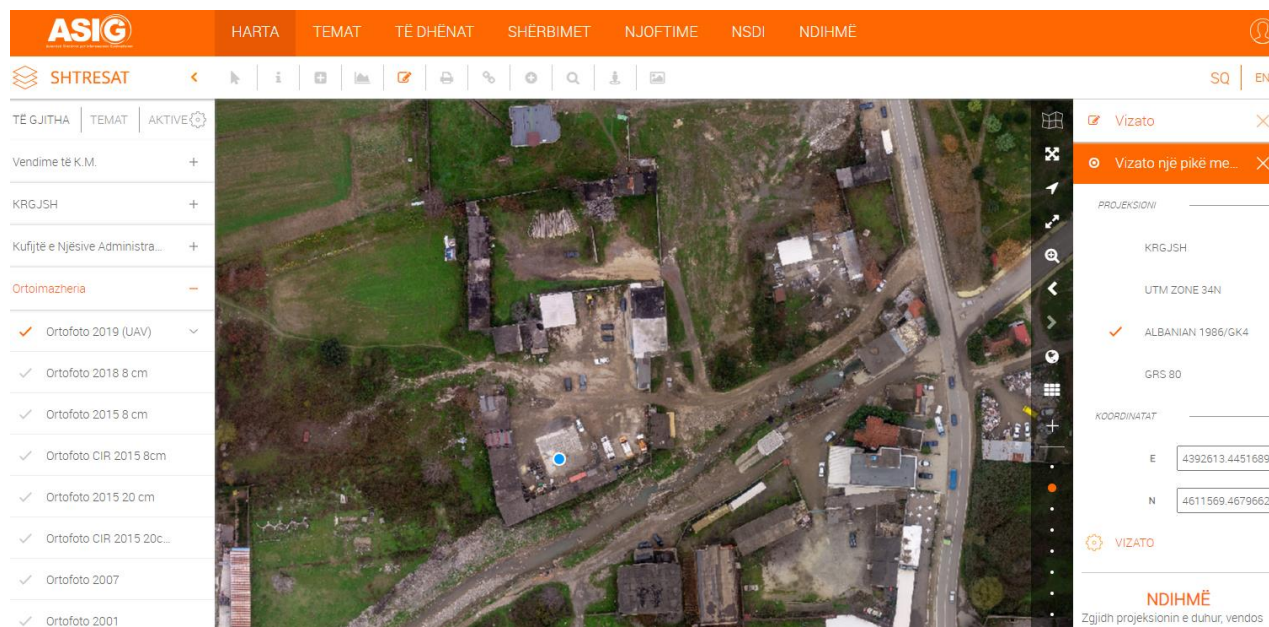 ASIG
HARTA
TEMAT
TË DHËNAT
SHËRBIMET
NJOFTIME
NSDI
NDIHMË
SHTRESAT
SQ
EN
TË GJITHA
TEMAT
AKTIVE
Vendime të K.M.
KRGJSH
Kufijtë e Njësive Administra...
Ortoimazheria
Ortofoto 2019 (UAV)
Ortofoto 2018 8 cm
Ortofoto 2015 8 cm
Ortofoto CIR 2015 8cm
Ortofoto 2015 20 cm
Ortofoto CIR 2015 20c...
Ortofoto 2007
Ortofoto 2001
Vizato
Vizato një pikë me...
PROJEKSIONI
KRGJSH
UTM ZONE 34N
ALBANIAN 1986/GK4
GRS 80
KOORDINATAT
E 4392613.4451689
N 4611569.4679662
VIZATO
NDIHMË
Zgjidh projeksionin e duhur, vendos